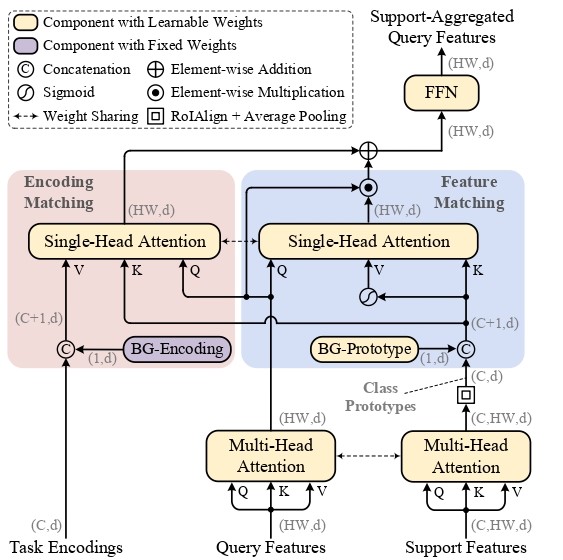 Component with Learnable Weights
Component with Fixed Weights
C Concatenation
Element-wise Addition
Sigmoid
Element-wise Multiplication
Weight Sharing
RoIAlign + Average Pooling
Support-Aggregated
Query Features
(HW,d)
FFN
(HW,d)
Encoding
Matching
Feature
Matching
(HW,d)
(HW,d)
Single-Head Attention
Single-Head Attention
V
K
Q
Q
V
K
(C+1,d)
(C+1,d)
C
(1,d)
BG-Encoding
BG-Prototype
(1,d)
C
(C,d)
Class
Prototypes
(HW,d)
(C,HW,d)
Multi-Head
Attention
Multi-Head
Attention
Q
K
V
Q
K
V
(C,d)
(HW,d)
(C,HW,d)
Task Encodings
Query Features
Support Features